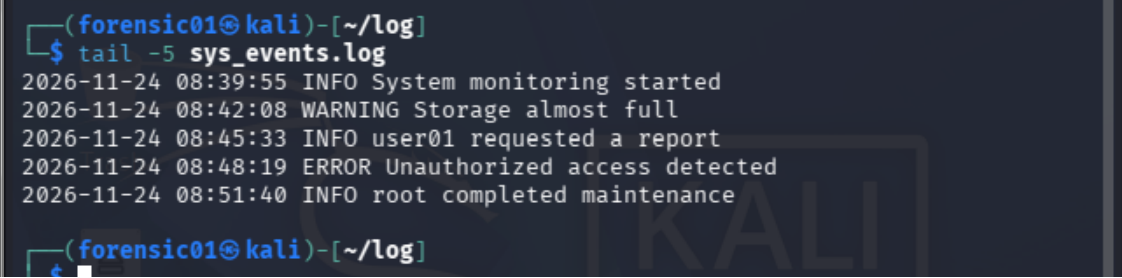 ┌──(forensic01㉿kali)-[~/log]
└─$ tail -5 sys_events.log
2026-11-24 08:39:55 INFO System monitoring started
2026-11-24 08:42:08 WARNING Storage almost full
2026-11-24 08:45:33 INFO user01 requested a report
2026-11-24 08:48:19 ERROR Unauthorized access detected
2026-11-24 08:51:40 INFO root completed maintenance
┌──(forensic01㉿kali)-[~/log]
└─$
KALI